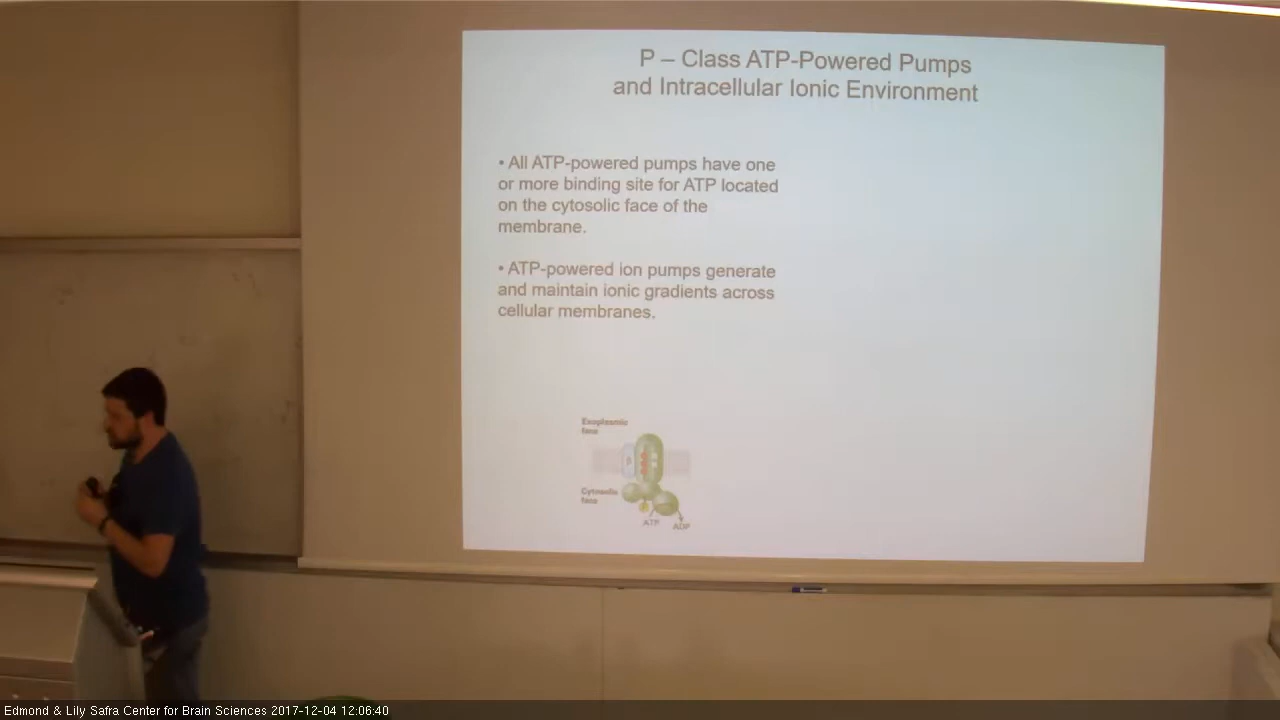 P – Class ATP-Powered Pumps
and Intracellular Ionic Environment
• All ATP-powered pumps have one
or more binding site for ATP located
on the cytosolic face of the
membrane.
• ATP-powered ion pumps generate
and maintain ionic gradients across
cellular membranes.
Exoplasmic
face
β
Cytosolic
face
ATP
ADP
Edmond & Lily Safra Center for Brain Sciences 2017-12-04 12:06:40